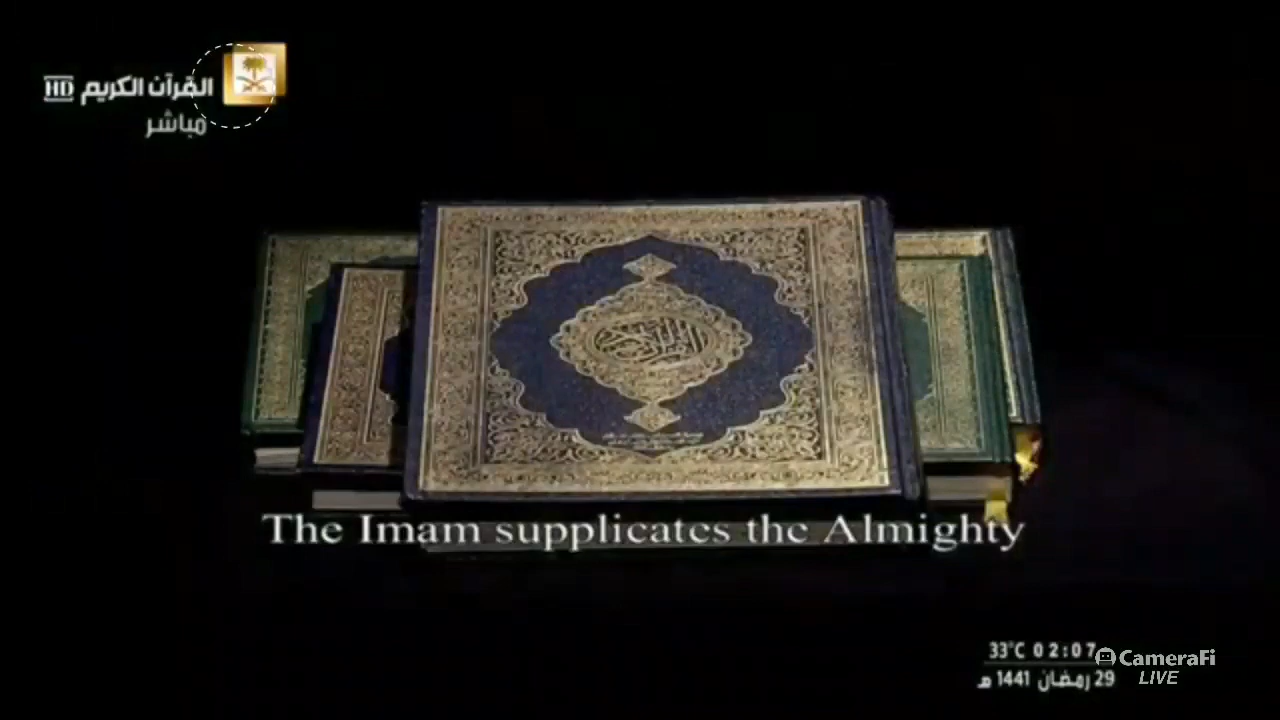 القرآن الكريم HD
مباشر
The Imam supplicates the Almighty
33°C 02:07
29 رمضان 1441 هـ
CameraFi
LIVE